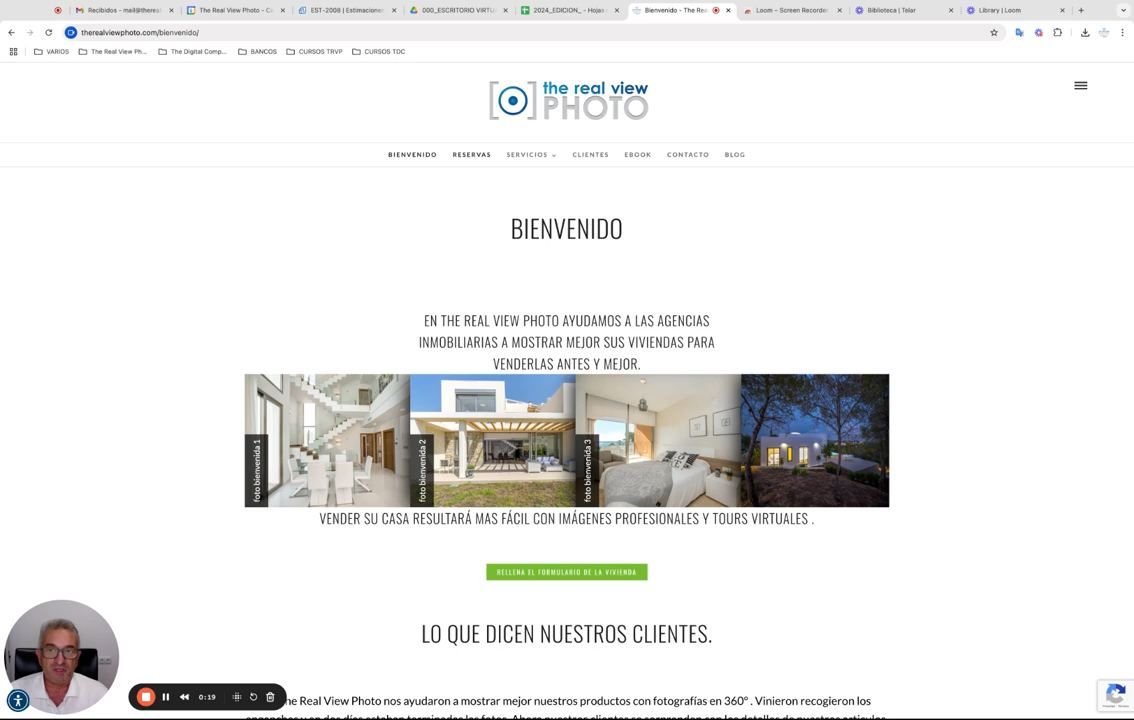 Recibidos - mail@thereal
The Real View Photo - Ca
EST-2008 | Estimaciones
000_ESCRITORIO VIRTU
2024_EDICION_ - Hojas
Bienvenido - The Rea
Loom – Screen Recorder
Biblioteca | Telar
Library | Loom
therealviewphoto.com/bienvenido/
VARIOS
The Real View Ph...
The Digital Comp...
BANCOS
CURSOS TRVP
CURSOS TDC
the real view
PHOTO
BIENVENIDO RESERVAS SERVICIOS CLIENTES EBOOK CONTACTO BLOG
BIENVENIDO
EN THE REAL VIEW PHOTO AYUDAMOS A LAS AGENCIAS
INMOBILIARIAS A MOSTRAR MEJOR SUS VIVIENDAS PARA
VENDERLAS ANTES Y MEJOR.
foto bienvenida 1
foto bienvenida 2
foto bienvenida 3
VENDER SU CASA RESULTARÁ MAS FÁCIL CON IMÁGENES PROFESIONALES Y TOURS VIRTUALES .
RELLENA EL FORMULARIO DE LA VIVIENDA
LO QUE DICEN NUESTROS CLIENTES.
0:19
he Real View Photo nos ayudaron a mostrar mejor nuestros productos con fotografías en 360° . Vinieron recogieron los